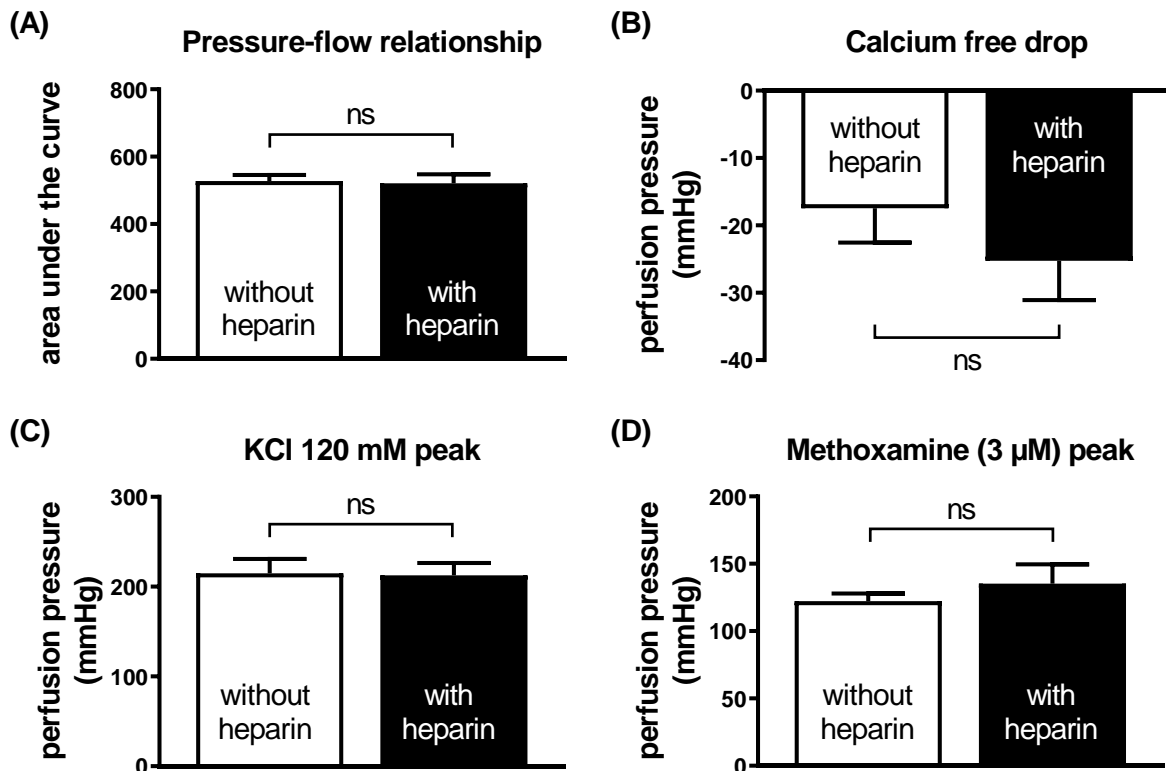 (A)
Pressure-flow relationship
area under the curve
800
600
400
200
0
ns
without
heparin
with
heparin
(B)
Calcium free drop
perfusion pressure
(mmHg)
0
-10
-20
-30
-40
without
heparin
with
heparin
ns
(C)
KCl 120 mM peak
perfusion pressure
(mmHg)
300
200
100
0
ns
without
heparin
with
heparin
(D)
Methoxamine (3 µM) peak
perfusion pressure
(mmHg)
200
150
100
50
0
ns
without
heparin
with
heparin